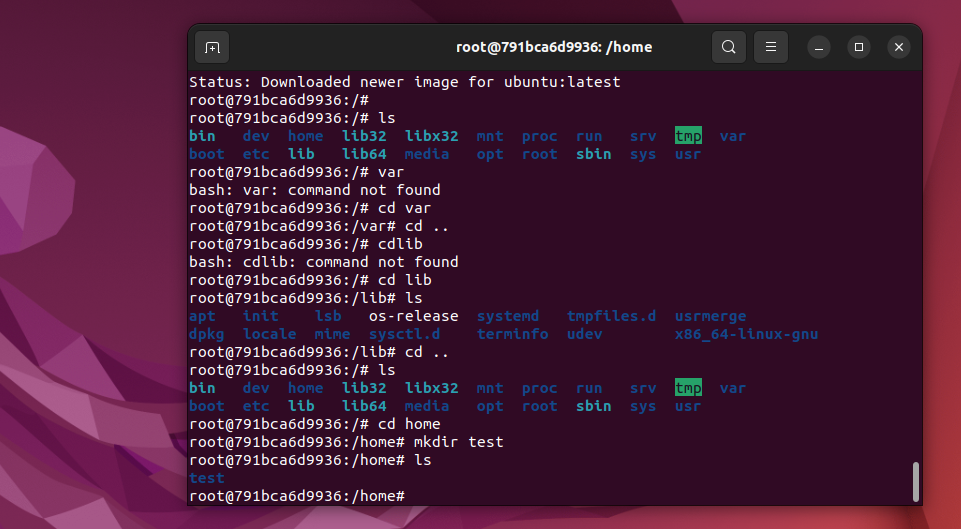 root@791bca6d9936: /home
Status: Downloaded newer image for ubuntu:latest
root@791bca6d9936:/#
root@791bca6d9936:/# ls
bin   dev  home  lib32  libx32  mnt  proc  run   srv  tmp  var
boot  etc  lib   lib64  media   opt  root  sbin  sys  usr
root@791bca6d9936:/# var
bash: var: command not found
root@791bca6d9936:/# cd var
root@791bca6d9936:/var# cd ..
root@791bca6d9936:/# cdlib
bash: cdlib: command not found
root@791bca6d9936:/# cd lib
root@791bca6d9936:/lib# ls
apt   init    lsb   os-release  systemd   tmpfiles.d  usrmerge
dpkg  locale  mime  sysctl.d    terminfo  udev        x86_64-linux-gnu
root@791bca6d9936:/lib# cd ..
root@791bca6d9936:/# ls
bin   dev  home  lib32  libx32  mnt  proc  run   srv  tmp  var
boot  etc  lib   lib64  media   opt  root  sbin  sys  usr
root@791bca6d9936:/# cd home
root@791bca6d9936:/home# mkdir test
root@791bca6d9936:/home# ls
test
root@791bca6d9936:/home#